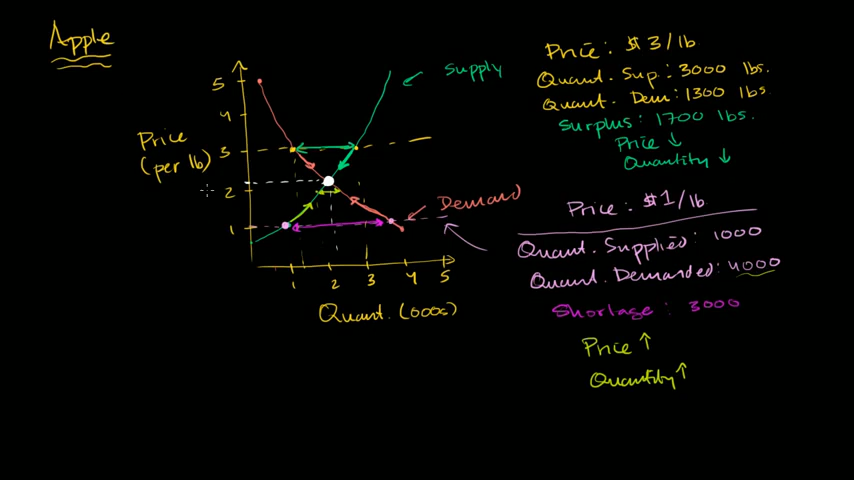 Apple
Price
(per lb)
5
4
3
2
1
1 2 3 4 5
Quant. (000s)
Supply
Demand
Price: $3/lb
Quant. Sup: 3000 lbs.
Quant. Dem: 1300 lbs.
Surplus: 1700 lbs.
Price ↓
Quantity ↓
Price: $1/lb
Quant. Supplied: 1000
Quant. Demanded: 4000
Shortage: 3000
Price ↑
Quantity ↑